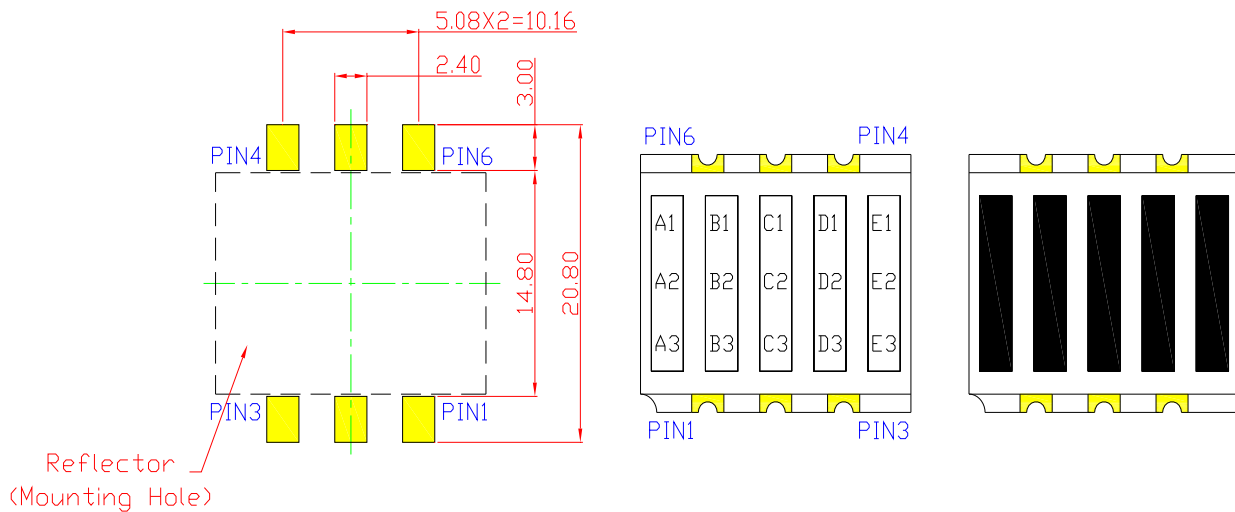 5.08X2=10.16
2.40
3.00
PIN4
PIN6
14.80
20.80
PIN3
PIN1
Reflector
(Mounting Hole)
PIN6
PIN4
A1 B1 C1 D1 E1
A2 B2 C2 D2 E2
A3 B3 C3 D3 E3
PIN1
PIN3